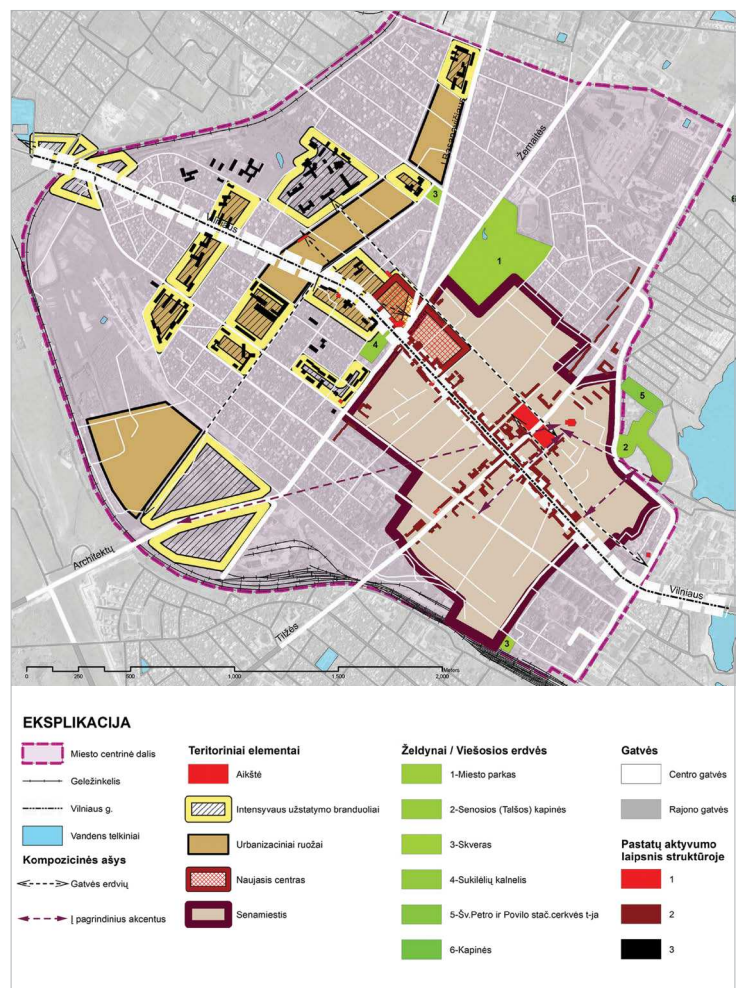 J.Basanavičiaus
Žemaitės
Vilniaus
3
1
6
4
5
2
Architektų
Tilžės
Vilniaus
3
Meters
0 250 500 1,000 1,500 2,000
EKSPLIKACIJA
Miesto centrinė dalis
Geležinkelis
Vilniaus g.
Vandens telkiniai
Kompozicinės ašys
Gatvės erdvių
Į pagrindinius akcentus
Teritoriniai elementai
Aikštė
Intensyvaus užstatymo branduoliai
Urbanizaciniai ruožai
Naujasis centras
Senamiestis
Želdynai / Viešosios erdvės
1-Miesto parkas
2-Senosios (Talšos) kapinės
3-Skveras
4-Sukilėlių kalnelis
5-Šv.Petro ir Povilo stač.cerkvės t-ja
6-Kapinės
Gatvės
Centro gatvės
Rajono gatvės
Pastatų aktyvumo
laipsnis struktūroje
1
2
3